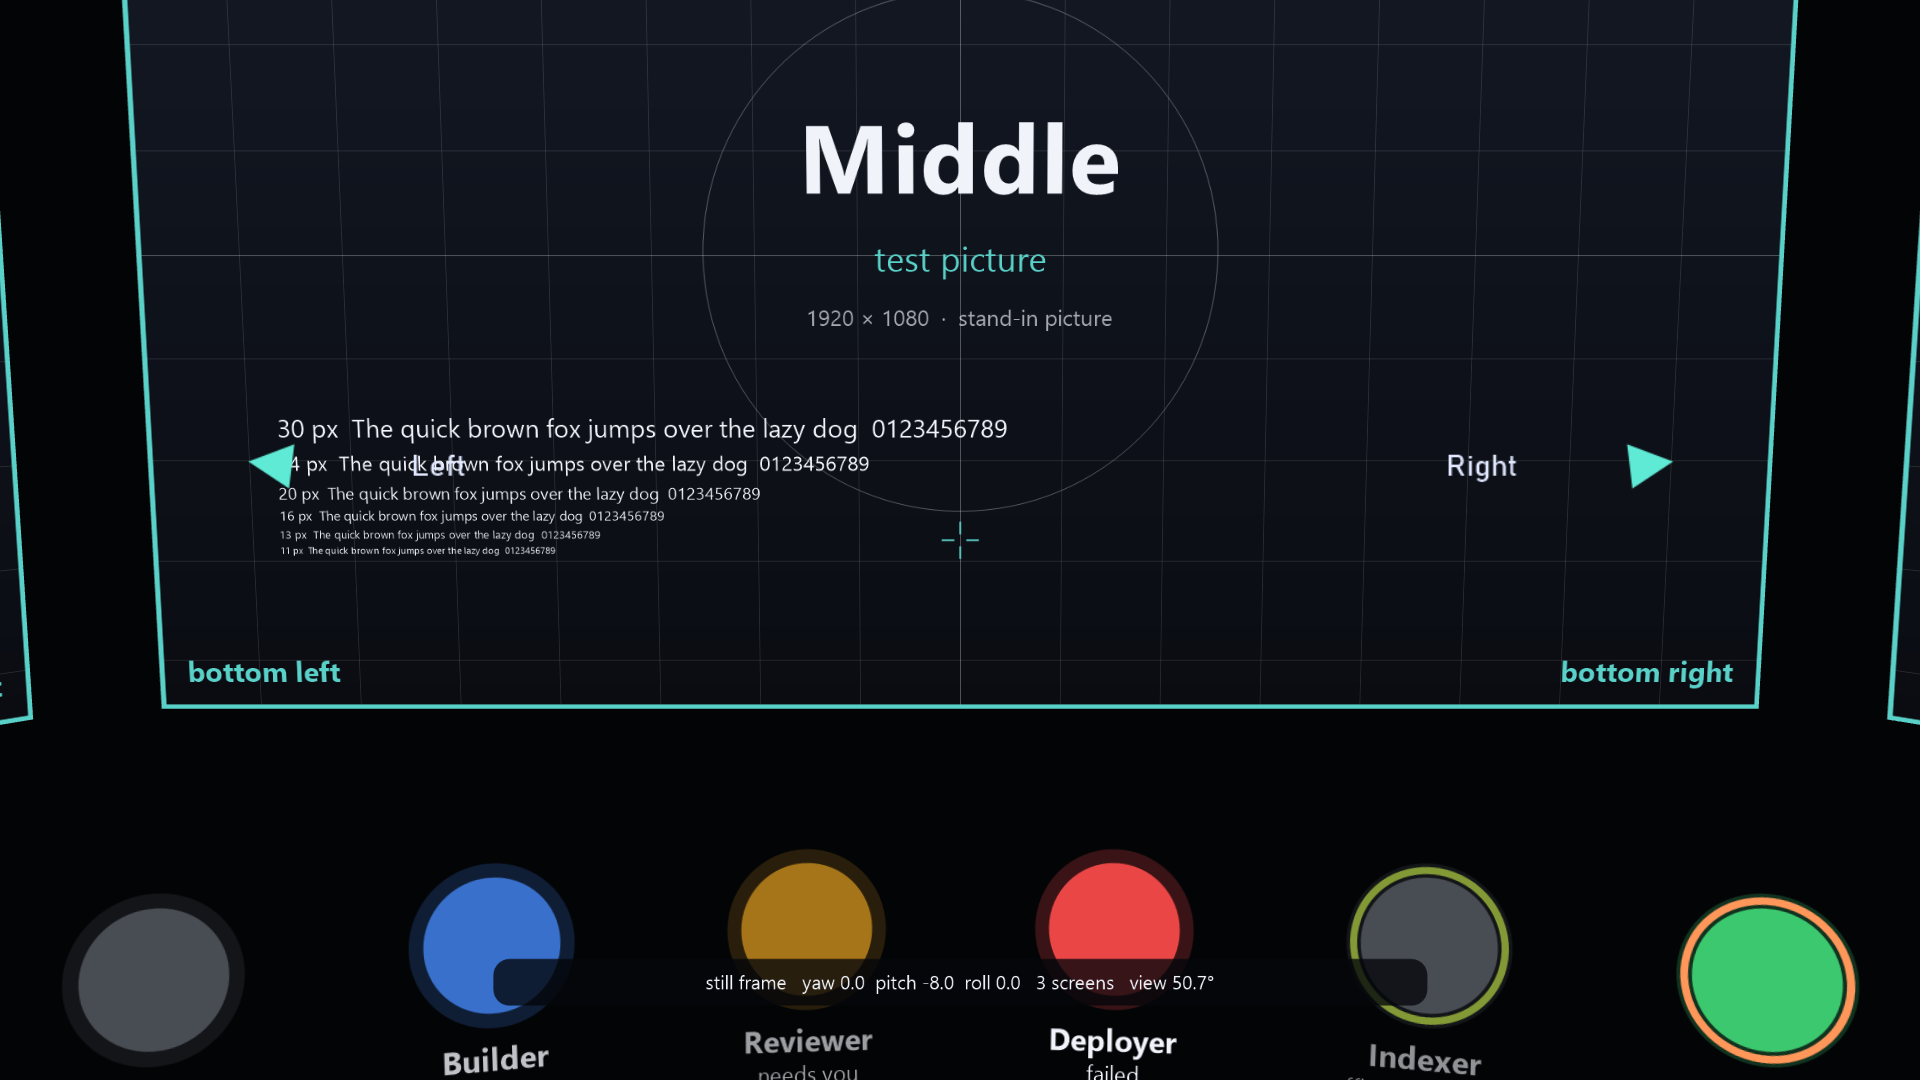 Middle
test picture
1920 × 1080 · stand-in picture
30 px The quick brown fox jumps over the lazy dog 0123456789
4 px The quick brown fox jumps over the lazy dog 0123456789
Left
Right
20 px The quick brown fox jumps over the lazy dog 0123456789
16 px The quick brown fox jumps over the lazy dog 0123456789
13 px The quick brown fox jumps over the lazy dog 0123456789
11 px The quick brown fox jumps over the lazy dog 0123456789
bottom left
bottom right
still frame yaw 0.0 pitch -8.0 roll 0.0 3 screens view 50.7°
Builder
Reviewer
needs you
Deployer
failed
Indexer